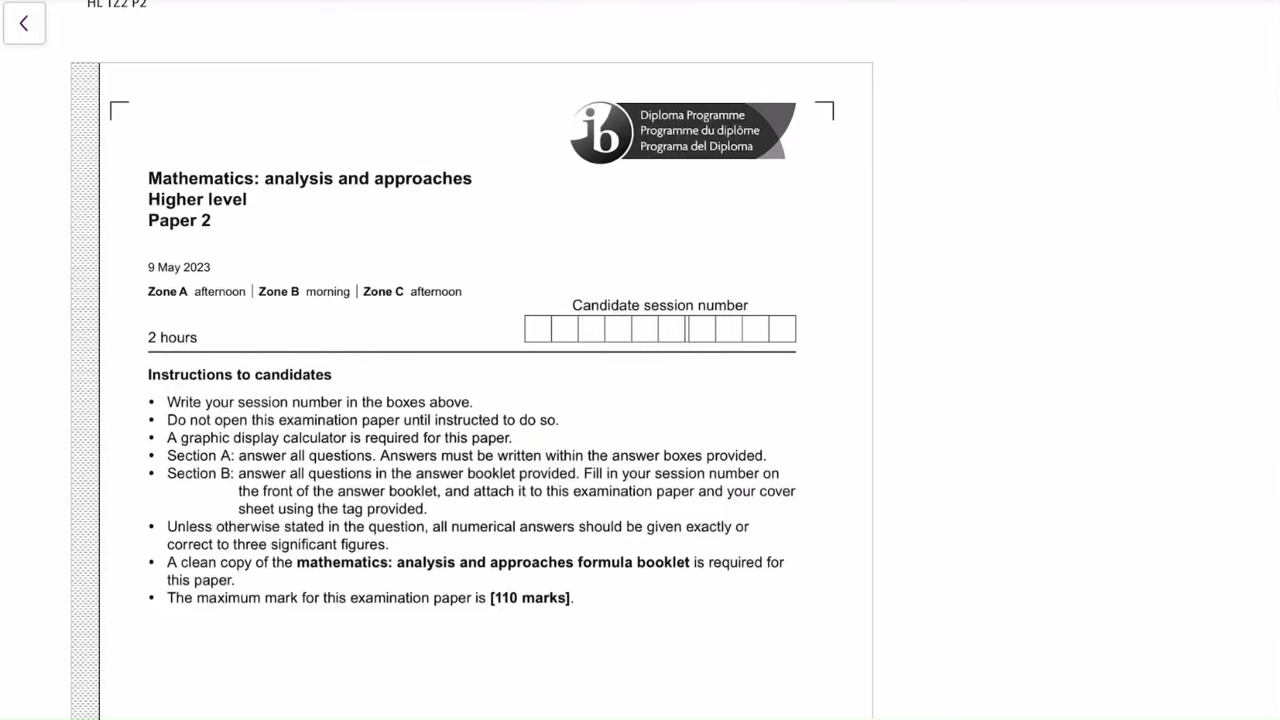 HL TZ2 P2
ib
Diploma Programme
Programme du diplôme
Programa del Diploma
Mathematics: analysis and approaches
Higher level
Paper 2
9 May 2023
Zone A afternoon | Zone B morning | Zone C afternoon
Candidate session number
2 hours
Instructions to candidates
• Write your session number in the boxes above.
• Do not open this examination paper until instructed to do so.
• A graphic display calculator is required for this paper.
• Section A: answer all questions. Answers must be written within the answer boxes provided.
• Section B: answer all questions in the answer booklet provided. Fill in your session number on
the front of the answer booklet, and attach it to this examination paper and your cover
sheet using the tag provided.
• Unless otherwise stated in the question, all numerical answers should be given exactly or
correct to three significant figures.
• A clean copy of the mathematics: analysis and approaches formula booklet is required for
this paper.
• The maximum mark for this examination paper is [110 marks].